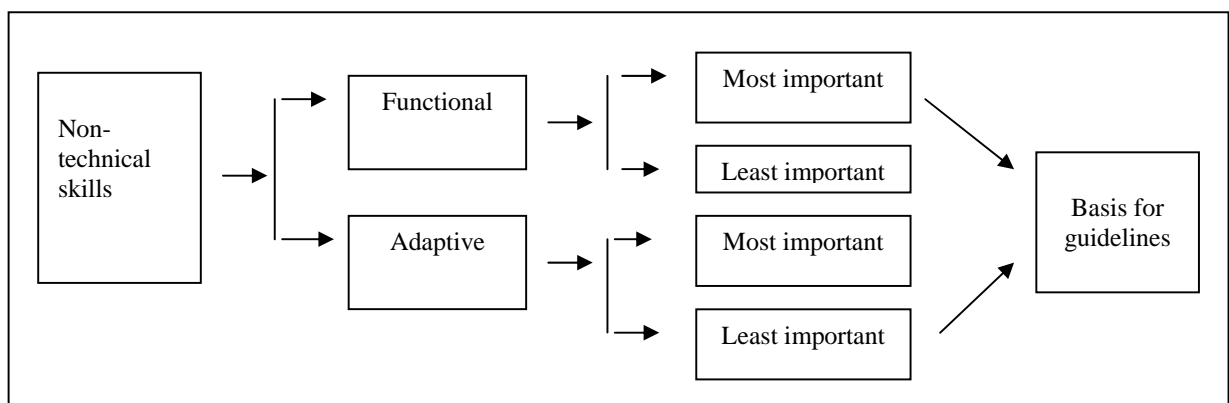 Non-
technical
skills
Functional
Adaptive
Most important
Least important
Most important
Least important
Basis for
guidelines